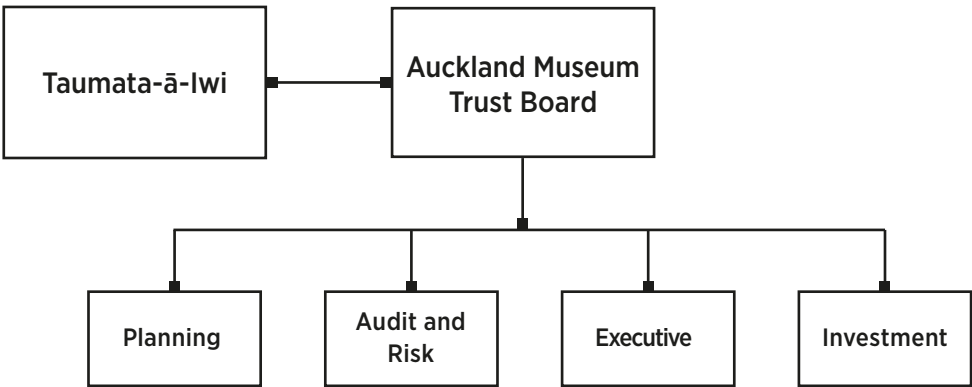 Taumata-ā-Iwi
Auckland Museum
Trust Board
Planning
Audit and
Risk
Executive
Investment